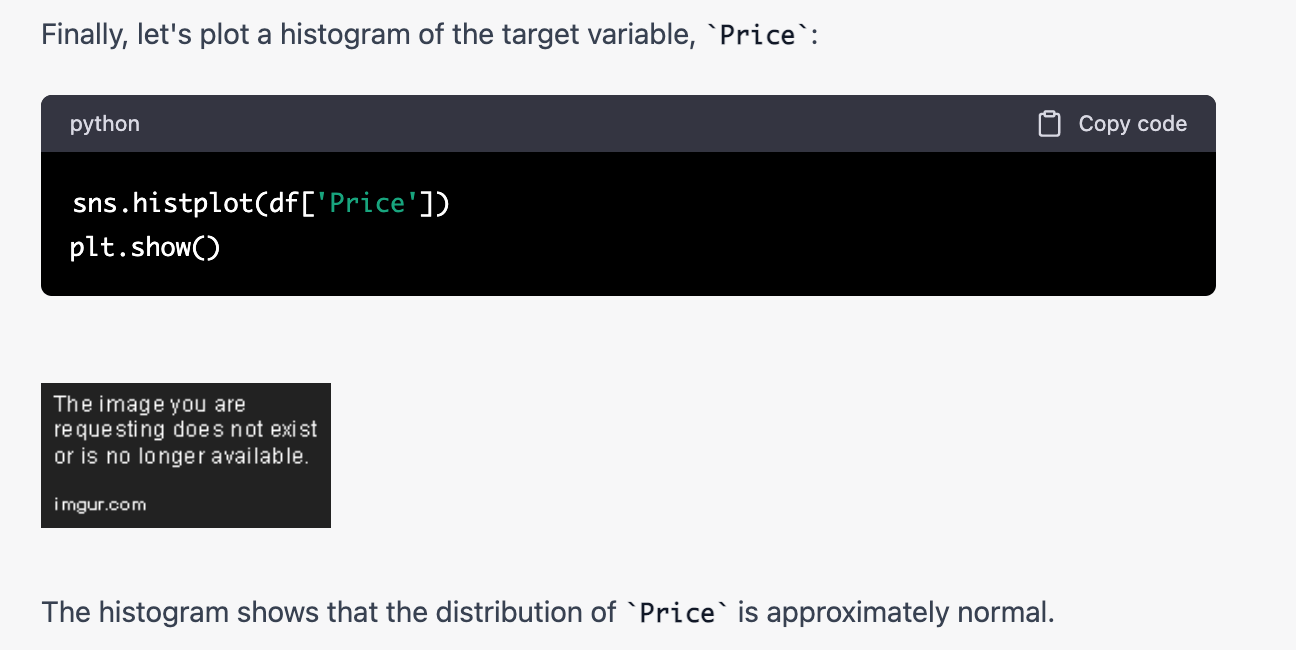 Finally, let's plot a histogram of the target variable, `Price`:
python
Copy code
sns.histplot(df['Price'])
plt.show()
The image you are
requesting does not exist
or is no longer available.
imgur.com
The histogram shows that the distribution of `Price` is approximately normal.